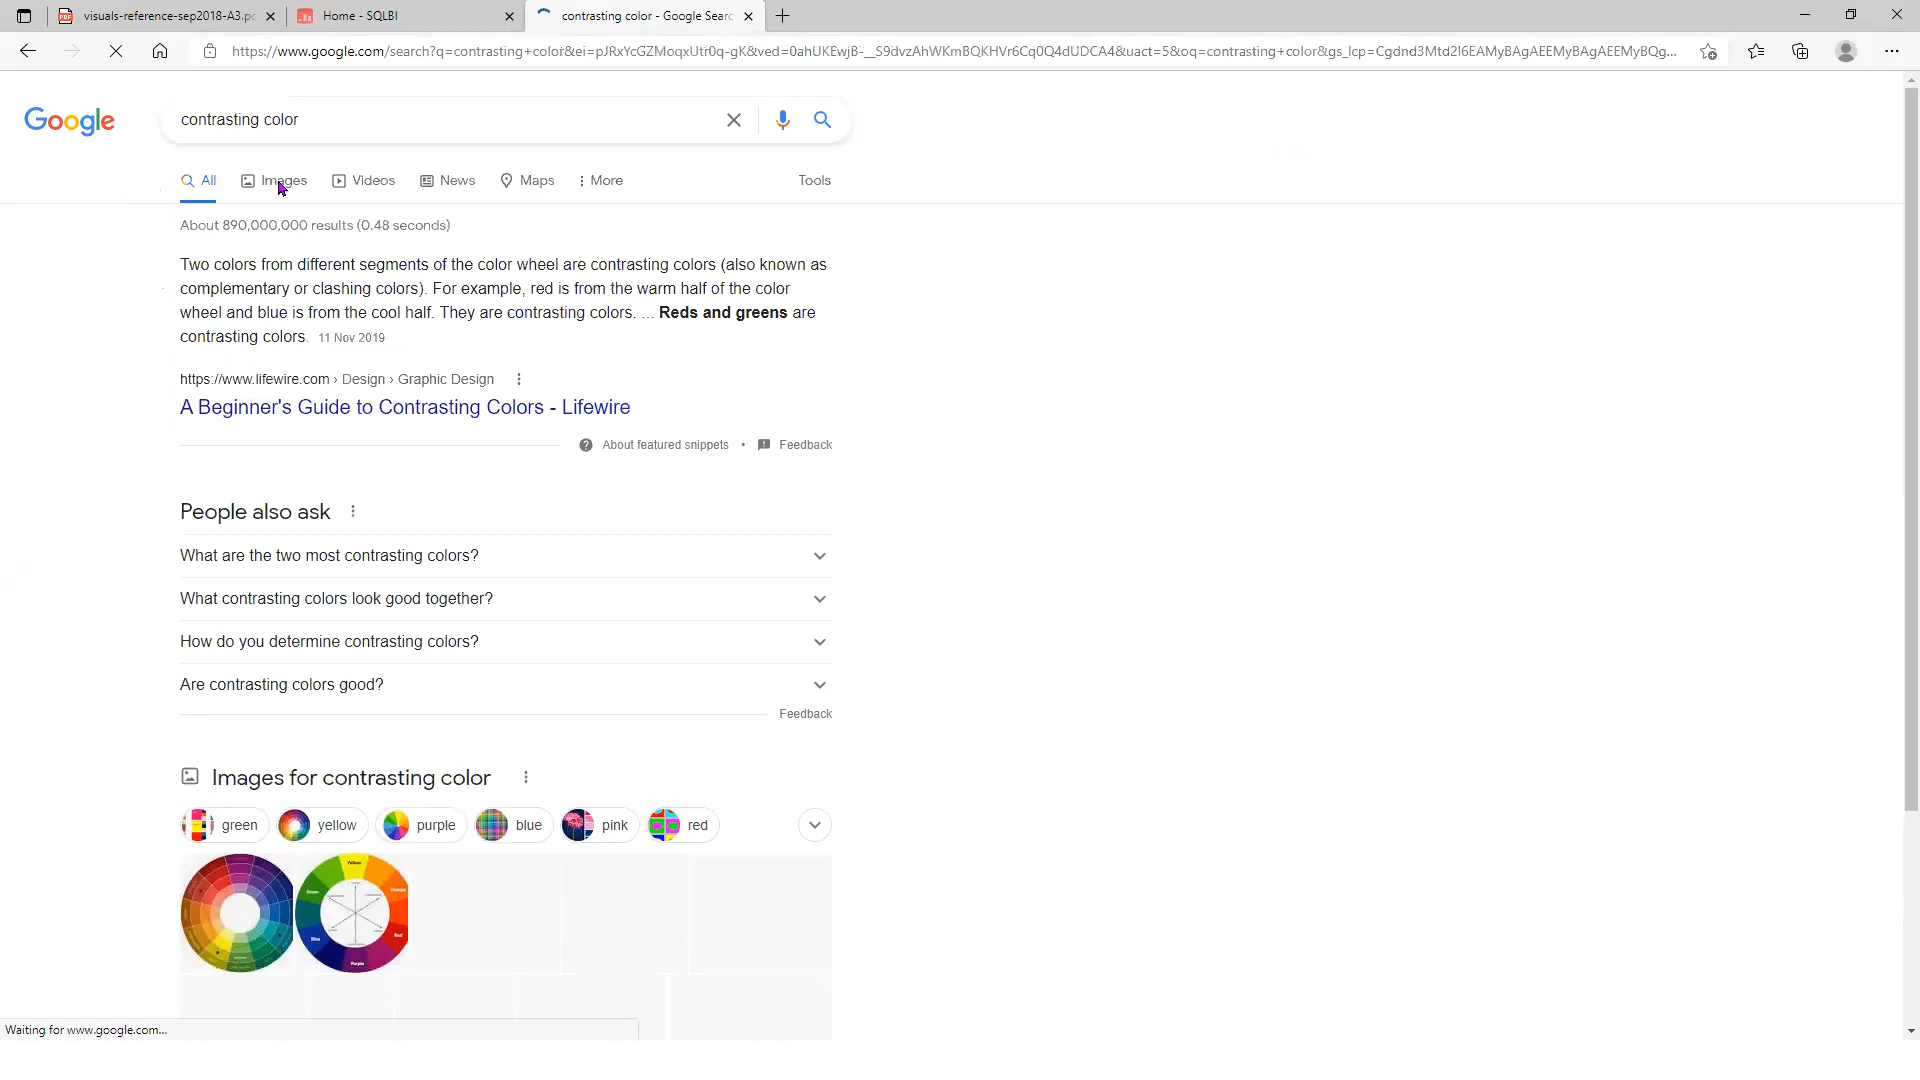 visuals-reference-sep2018-A3.pc
Home - SQLBI
contrasting color - Google Searc
https://www.google.com/search?q=contrasting+color&ei=pJRxYcGZMoqxUtr0q-gK&ved=0ahUKEwjB-__S9dvzAhWKmBQKHVr6Cq0Q4dUDCA4&uact=5&oq=contrasting+color&gs_lcp=Cgdnd3Mtd2l6EAMyBAgAEEMyBAgAEEMyBQg...
Google
contrasting color
All
Images
Videos
News
Maps
More
Tools
About 890,000,000 results (0.48 seconds)
Two colors from different segments of the color wheel are contrasting colors (also known as
complementary or clashing colors). For example, red is from the warm half of the color
wheel and blue is from the cool half. They are contrasting colors. ... Reds and greens are
contrasting colors. 11 Nov 2019
https://www.lifewire.com › Design › Graphic Design
A Beginner's Guide to Contrasting Colors - Lifewire
About featured snippets • Feedback
People also ask
What are the two most contrasting colors?
What contrasting colors look good together?
How do you determine contrasting colors?
Are contrasting colors good?
Feedback
Images for contrasting color
green
yellow
purple
blue
pink
red
Yellow
Green
Orange
Blue
Red
Purple
Waiting for www.google.com...